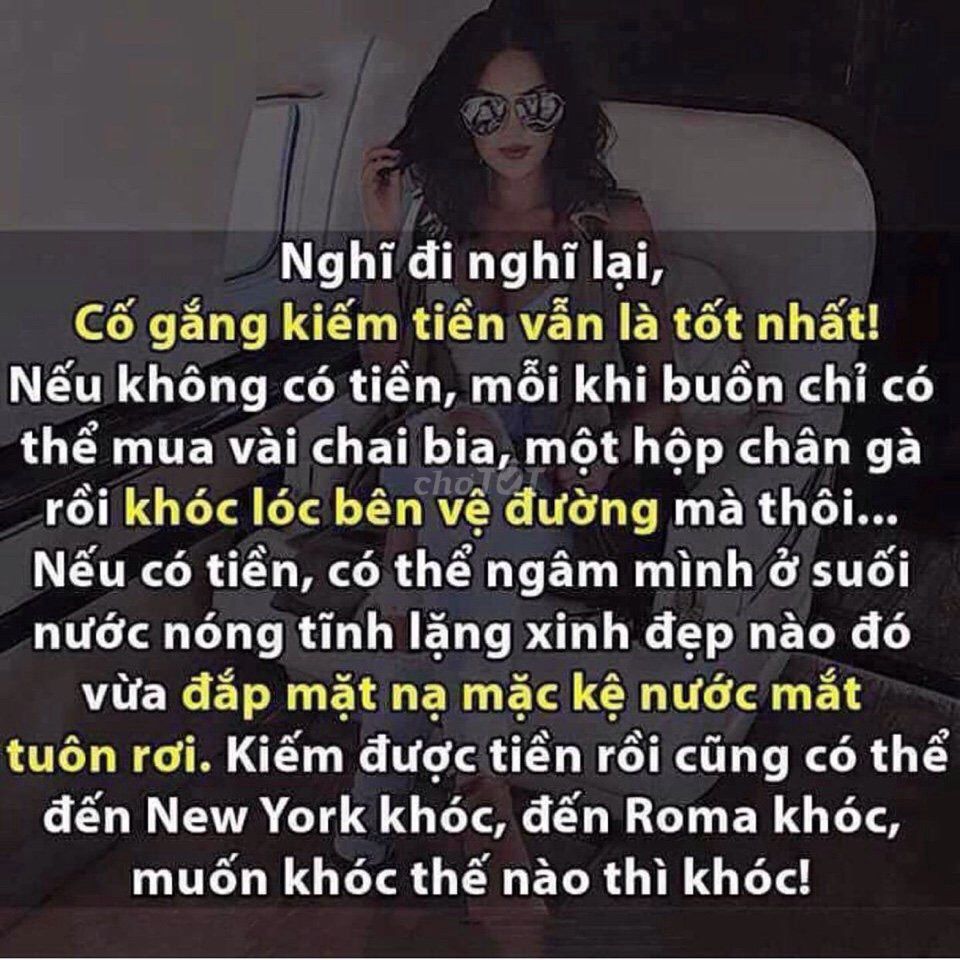 Nghĩ đi nghĩ lại,
Cố gắng kiếm tiền vẫn là tốt nhất!
Nếu không có tiền, mỗi khi buồn chỉ có
thể mua vài chai bia, một hộp chân gà
choTỐT
rồi khóc lóc bên vệ đường mà thôi...
Nếu có tiền, có thể ngâm mình ở suối
nước nóng tĩnh lặng xinh đẹp nào đó
vừa đắp mặt nạ mặc kệ nước mắt
tuôn rơi. Kiếm được tiền rồi cũng có thể
đến New York khóc, đến Roma khóc,
muốn khóc thế nào thì khóc!